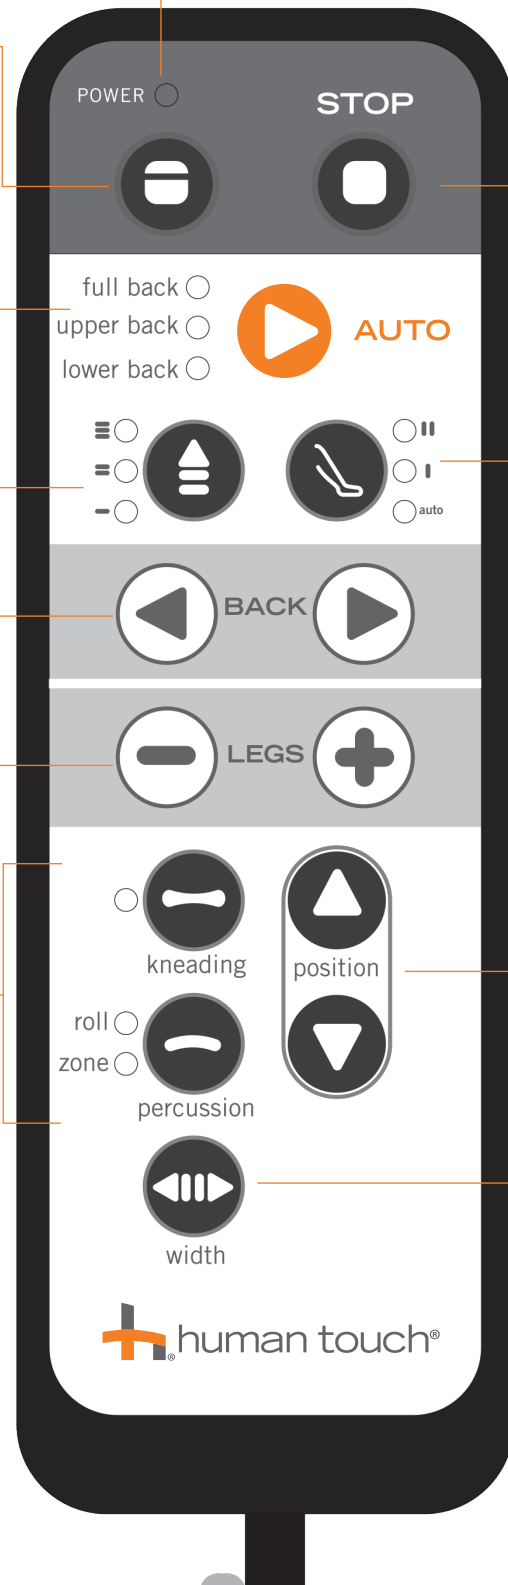 POWER
STOP
full back
upper back
lower back
AUTO
auto
BACK
LEGS
kneading
position
roll
zone
percussion
width
human touch®